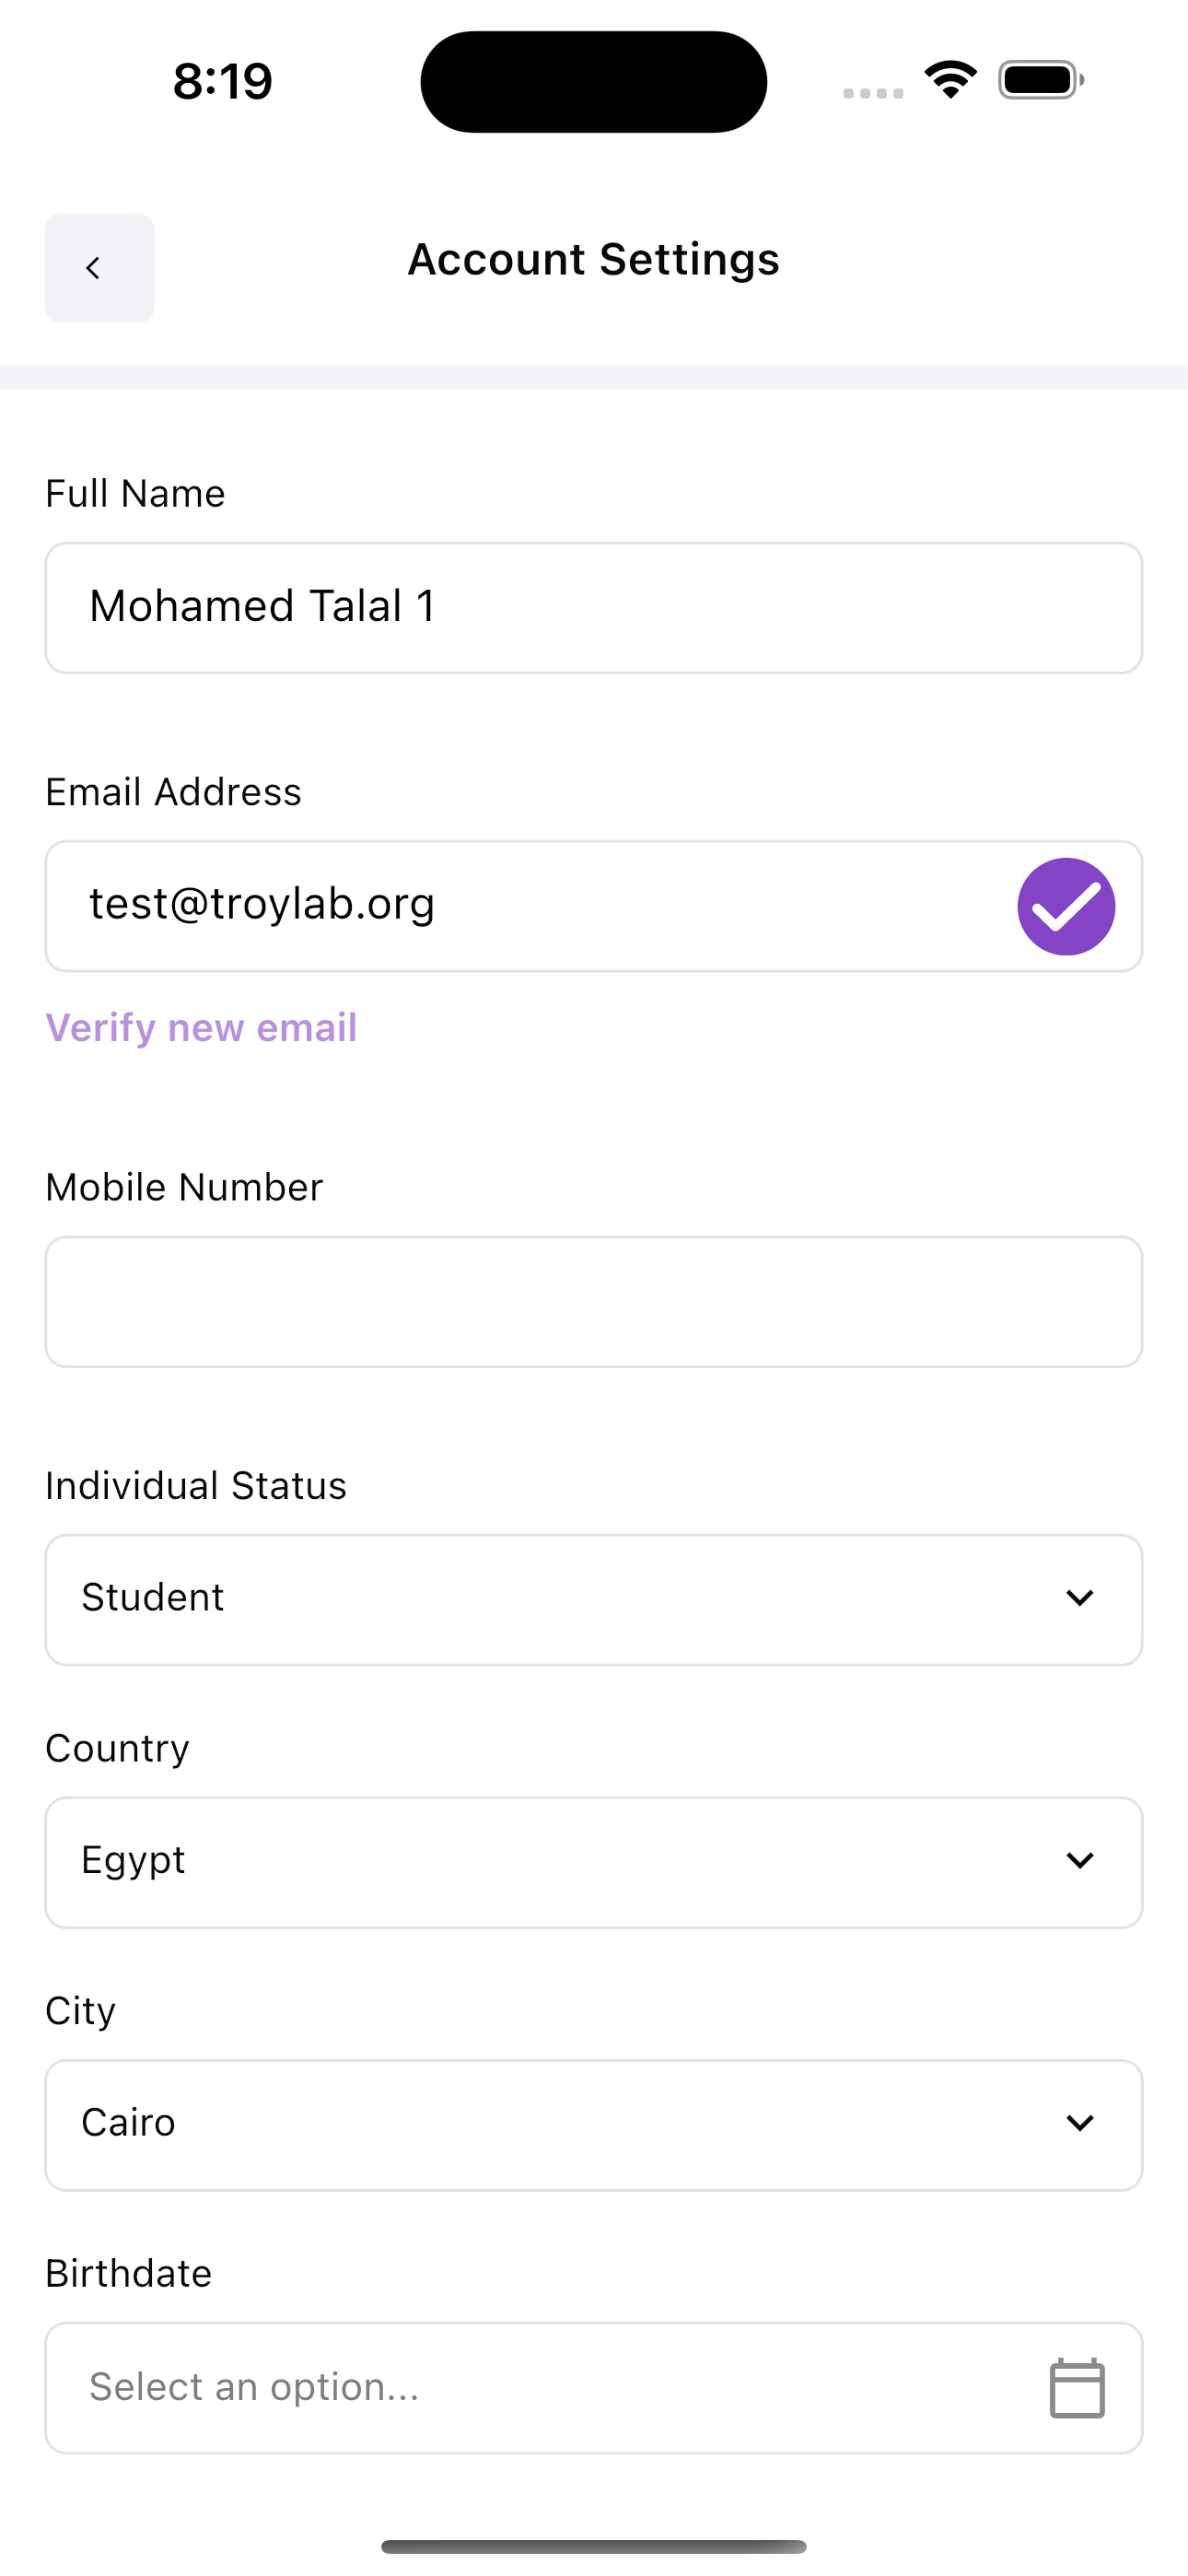 8:19
Account Settings
Full Name
Mohamed Talal 1
Email Address
test@troylab.org
Verify new email
Mobile Number
Individual Status
Student
Country
Egypt
City
Cairo
Birthdate
Select an option...